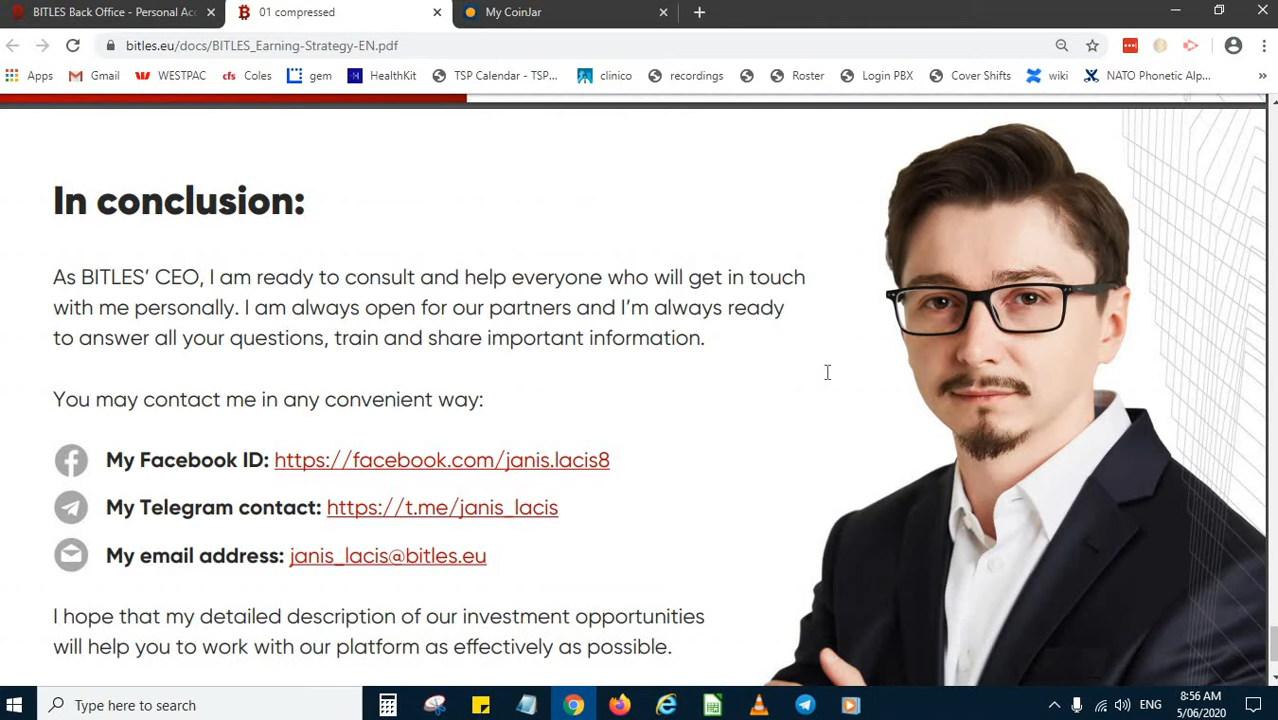 BITLES Back Office - Personal Acc
01 compressed
My CoinJar
bitles.eu/docs/BITLES_Earning-Strategy-EN.pdf
Apps
Gmail
WESTPAC
cfs Coles
gem
H HealthKit
TSP Calendar - TSP...
clinico
recordings
Roster
Login PBX
Cover Shifts
wiki
NATO Phonetic Alp...
In conclusion:
As BITLES’ CEO, I am ready to consult and help everyone who will get in touch
with me personally. I am always open for our partners and I’m always ready
to answer all your questions, train and share important information.
You may contact me in any convenient way:
My Facebook ID: https://facebook.com/janis.lacis8
My Telegram contact: https://t.me/janis_lacis
My email address: janis_lacis@bitles.eu
I hope that my detailed description of our investment opportunities
will help you to work with our platform as effectively as possible.
Type here to search
ENG
8:56 AM
5/06/2020